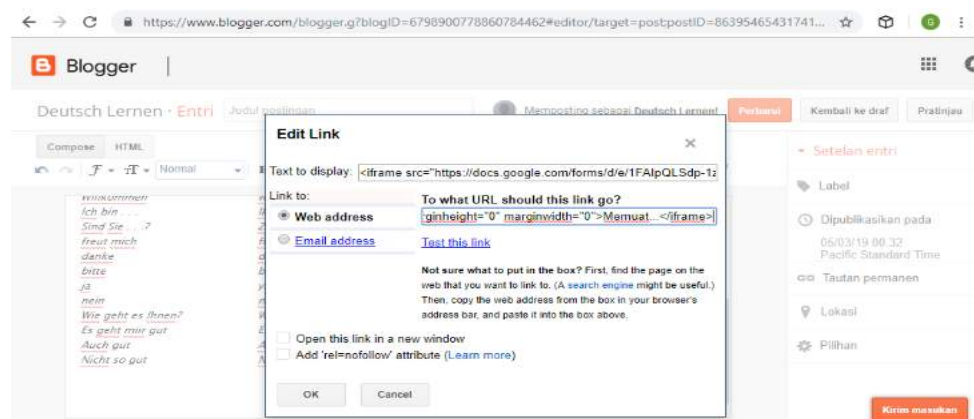 https://www.blogger.com/blogger.g?blogID=6798900778860784462#editor/target=post;postID=86395465431741...
G
Blogger
Deutsch Lernen · Entri Judul postingan
Memposting sebagai Deutsch Lernen!
Perbarui
Kembali ke draf
Pratinjau
Compose HTML
Normal
Willkommen
Ich bin . . .
Sind Sie . . .?
freut mich
danke
bitte
ja
nein
Wie geht es Ihnen?
Es geht mir gut
Auch gut
Nicht so gut
Edit Link
Text to display: <iframe src="https://docs.google.com/forms/d/e/1FAIpQLSdp-1z
Link to:
Web address
Email address
To what URL should this link go?
ginheight="0" marginwidth="0">Memuat...</iframe>
Test this link
Not sure what to put in the box? First, find the page on the
web that you want to link to. (A search engine might be useful.)
Then, copy the web address from the box in your browser's
address bar, and paste it into the box above.
Open this link in a new window
Add 'rel=nofollow' attribute (Learn more)
OK
Cancel
Setelan entri
Label
Dipublikasikan pada
05/03/19 00.32
Pacific Standard Time
Tautan permanen
Lokasi
Pilihan
Kirim masukan